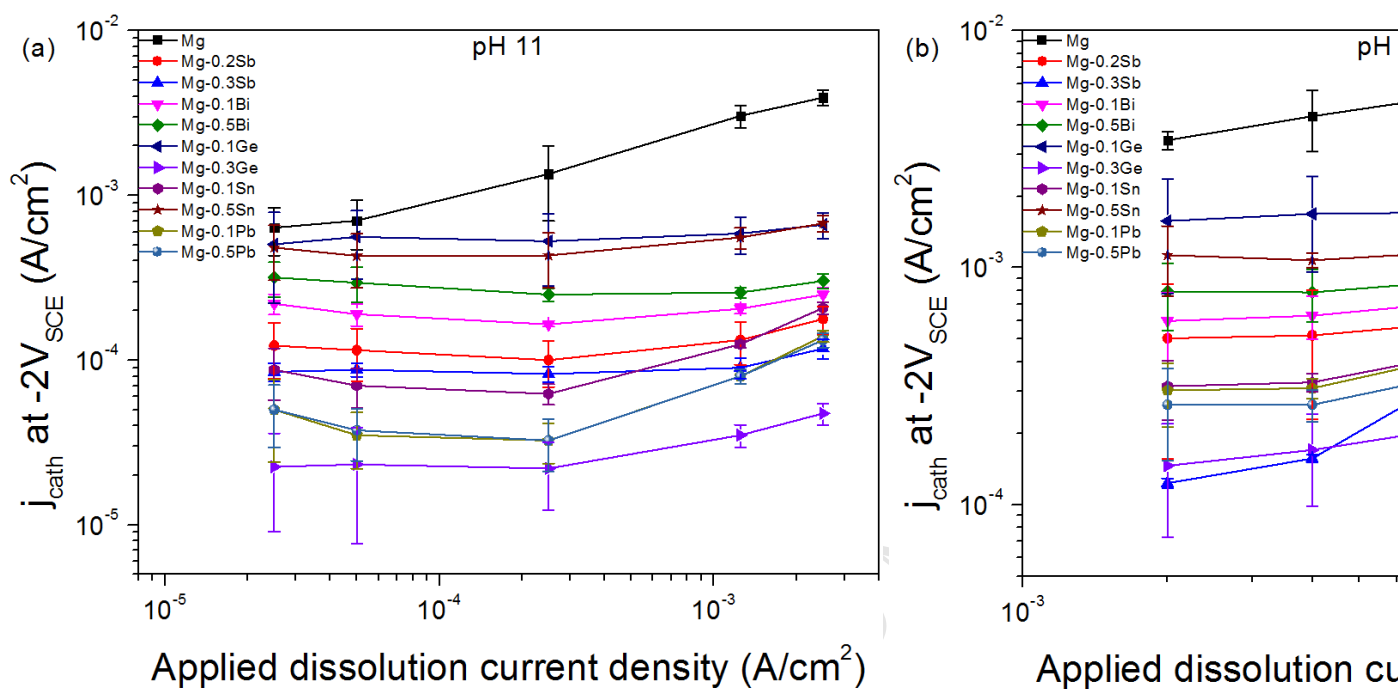 (a)
pH 11
Mg
Mg-0.2Sb
Mg-0.3Sb
Mg-0.1Bi
Mg-0.5Bi
Mg-0.1Ge
Mg-0.3Ge
Mg-0.1Sn
Mg-0.5Sn
Mg-0.1Pb
Mg-0.5Pb
10⁻²
10⁻³
10⁻⁴
10⁻⁵
j_cath at -2V_SCE (A/cm²)
10⁻⁵ 10⁻⁴ 10⁻³
Applied dissolution current density (A/cm²)
(b)
pH
Mg
Mg-0.2Sb
Mg-0.3Sb
Mg-0.1Bi
Mg-0.5Bi
Mg-0.1Ge
Mg-0.3Ge
Mg-0.1Sn
Mg-0.5Sn
Mg-0.1Pb
Mg-0.5Pb
10⁻²
10⁻³
10⁻⁴
j_cath at -2V_SCE (A/cm²)
10⁻³
Applied dissolution cu